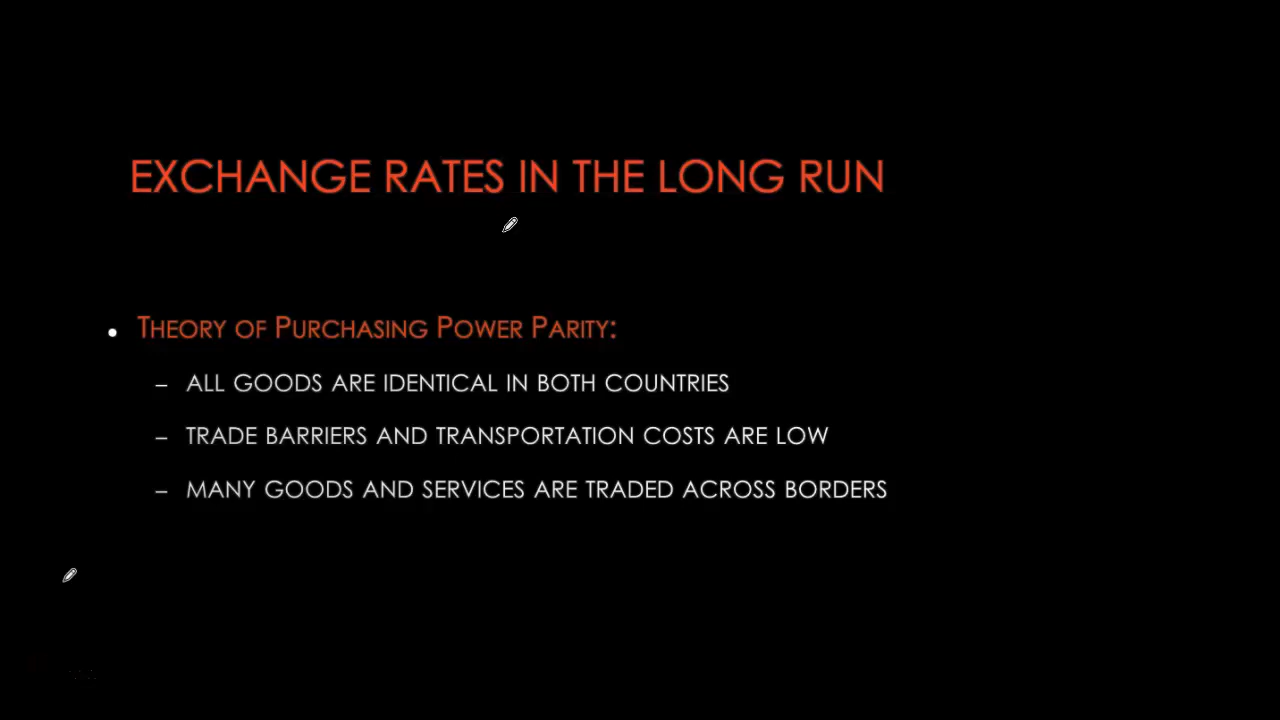 EXCHANGE RATES IN THE LONG RUN
• THEORY OF PURCHASING POWER PARITY:
– ALL GOODS ARE IDENTICAL IN BOTH COUNTRIES
– TRADE BARRIERS AND TRANSPORTATION COSTS ARE LOW
– MANY GOODS AND SERVICES ARE TRADED ACROSS BORDERS